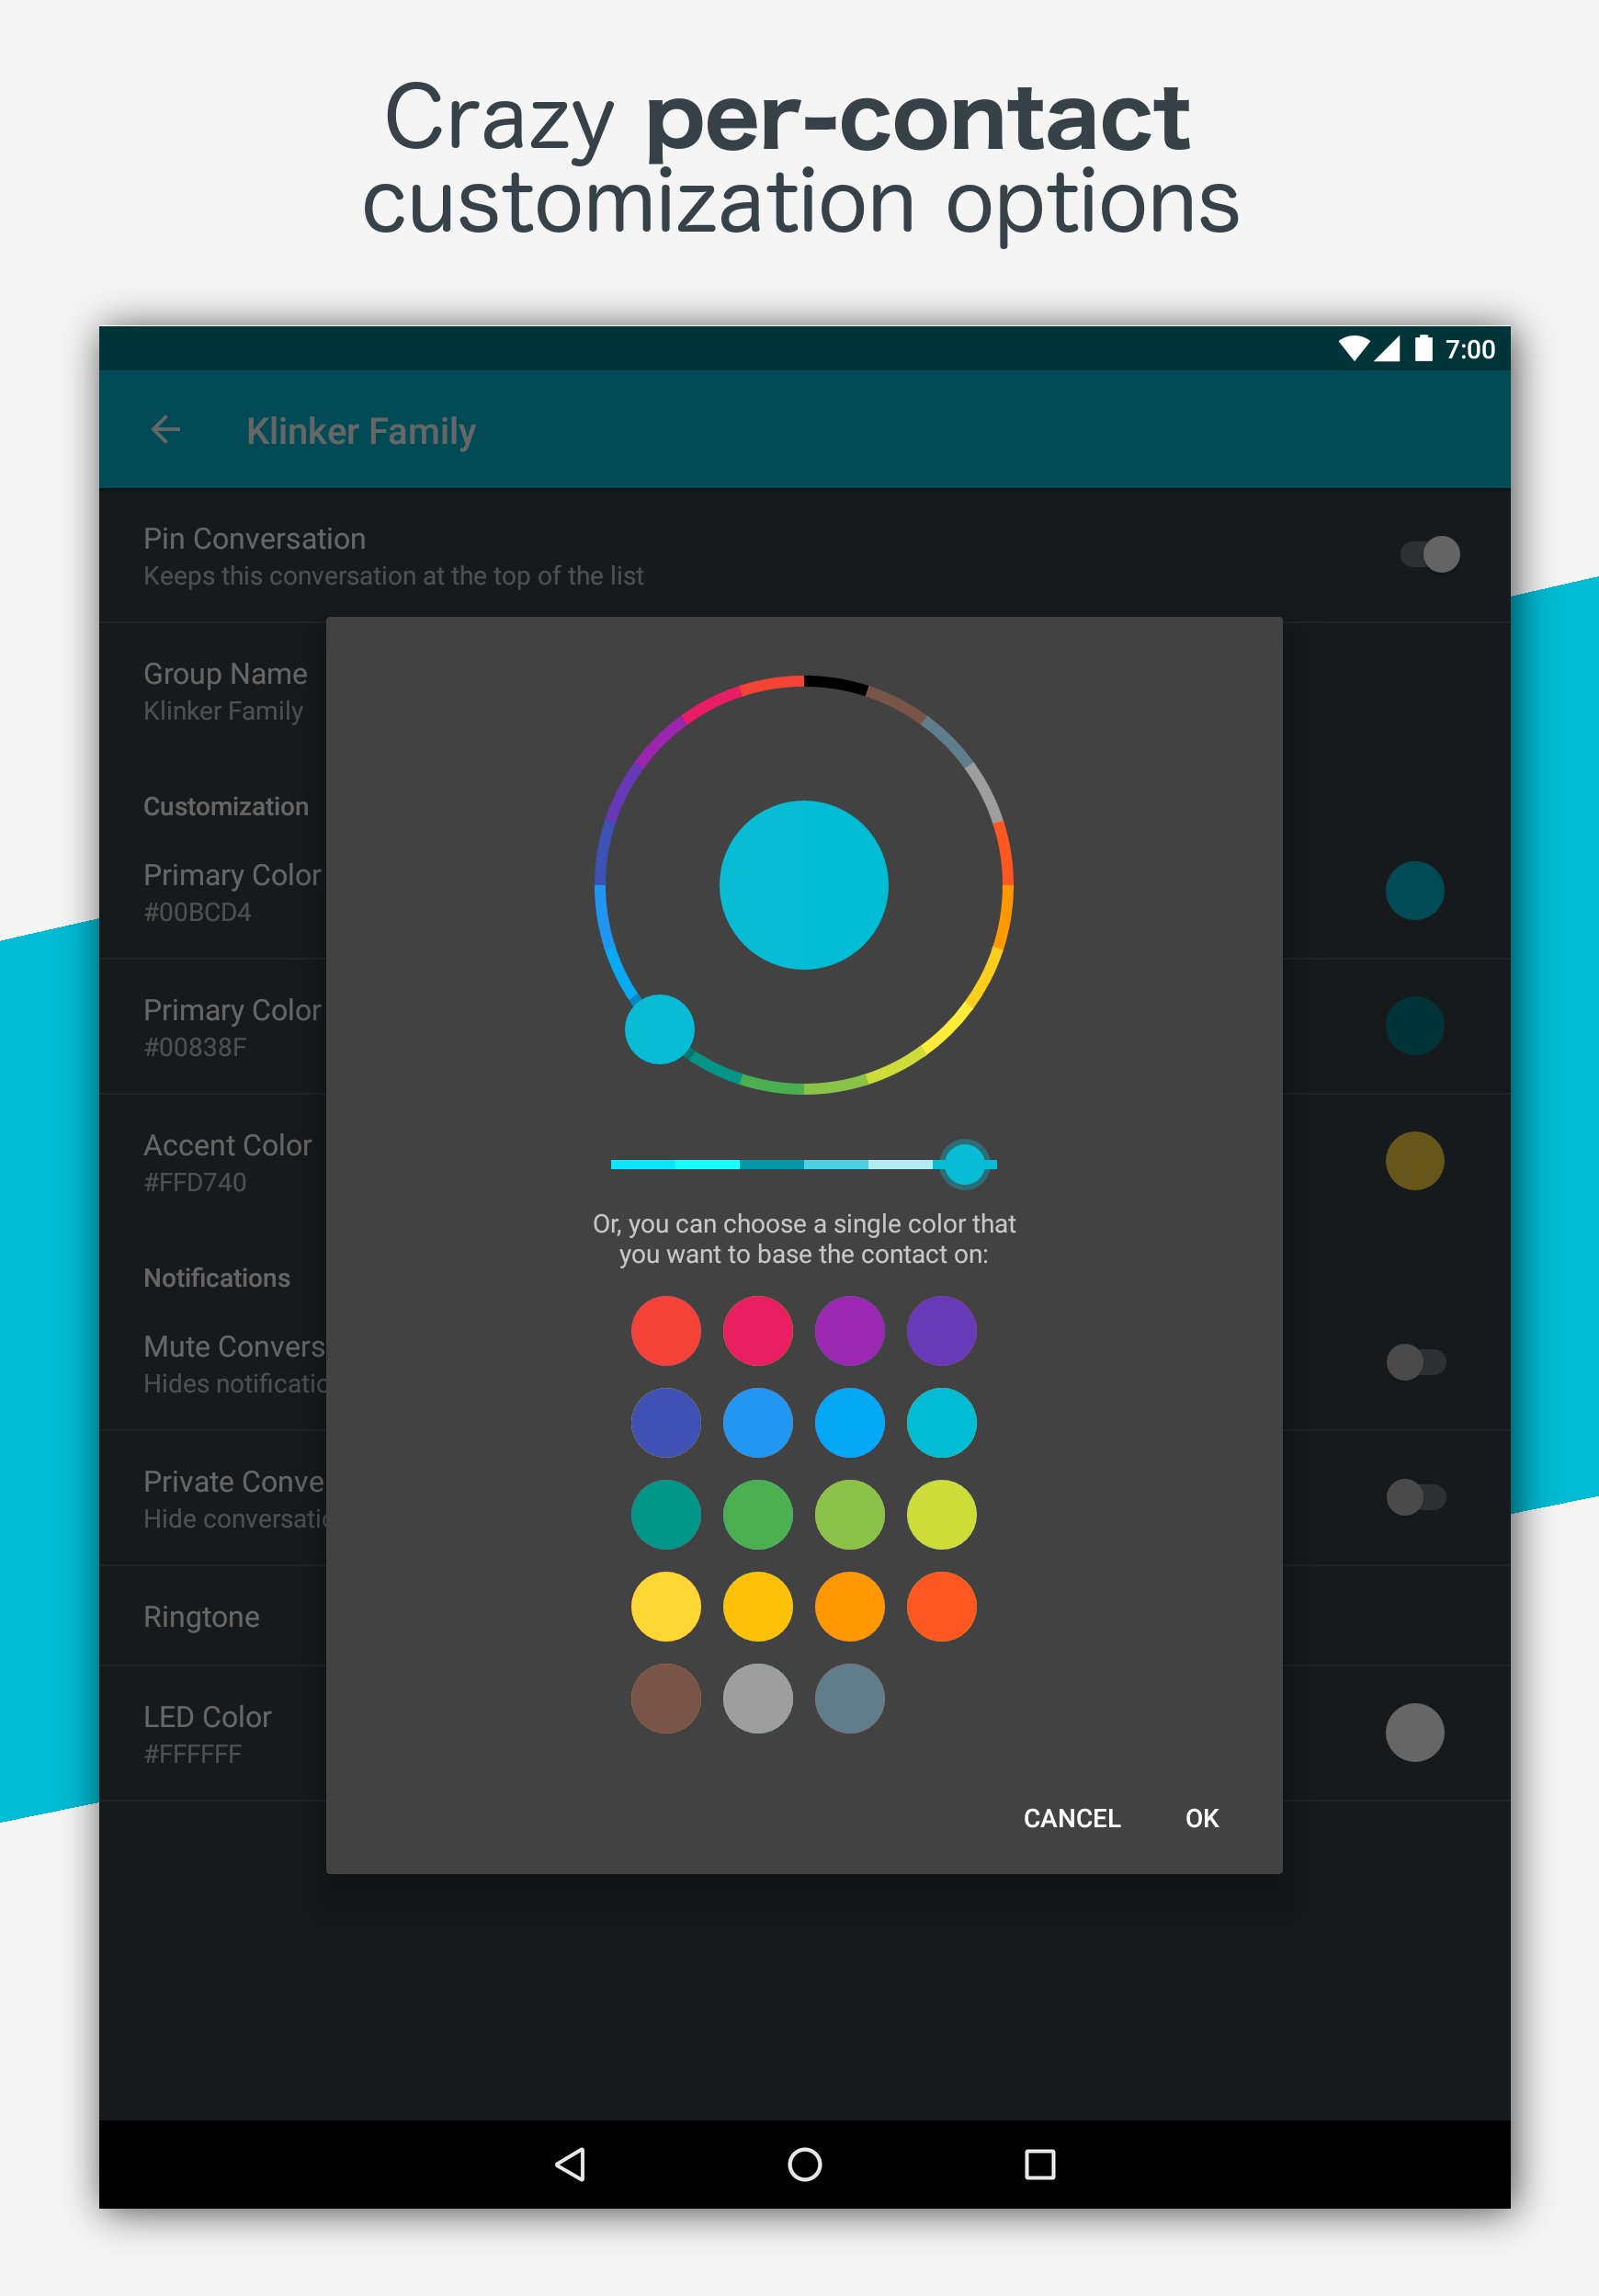 Crazy per-contact
customization options
7:00
Klinker Family
Pin Conversation
Keeps this conversation at the top of the list
Group Name
Klinker Family
Customization
Primary Color
#00BCD4
Primary Color
#00838F
Accent Color
#FFD740
Notifications
Mute Convers
Hides notificatio
Private Conve
Hide conversatio
Ringtone
LED Color
#FFFFFF
Or, you can choose a single color that
you want to base the contact on:
CANCEL OK